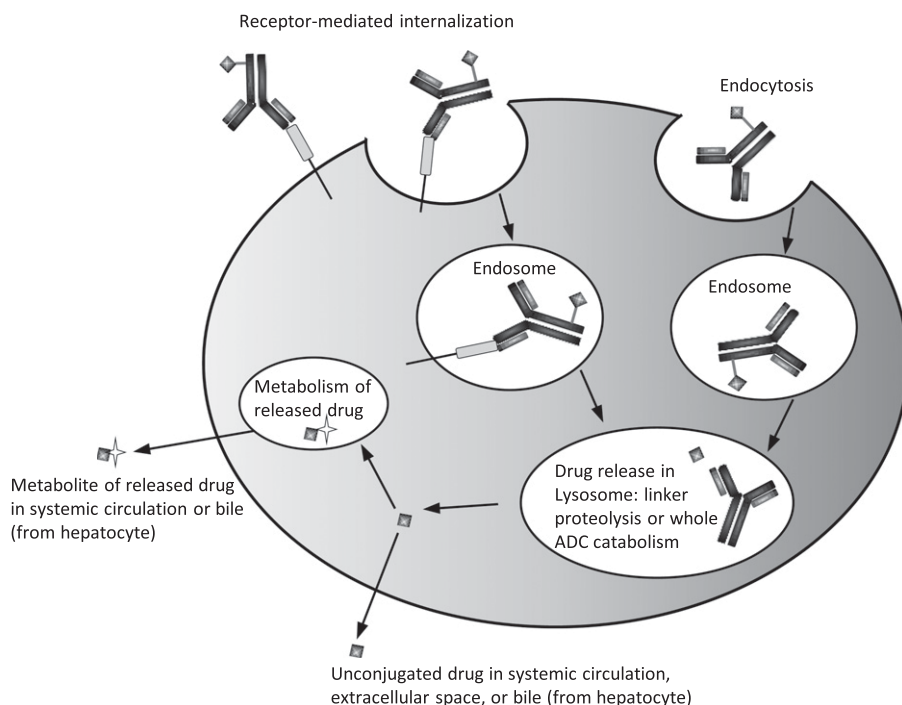 Receptor-mediated internalization
Endocytosis
Endosome
Endosome
Metabolism of
released drug
Drug release in
Lysosome: linker
proteolysis or whole
ADC catabolism
Metabolite of released drug
in systemic circulation or bile
(from hepatocyte)
Unconjugated drug in systemic circulation,
extracellular space, or bile (from hepatocyte)